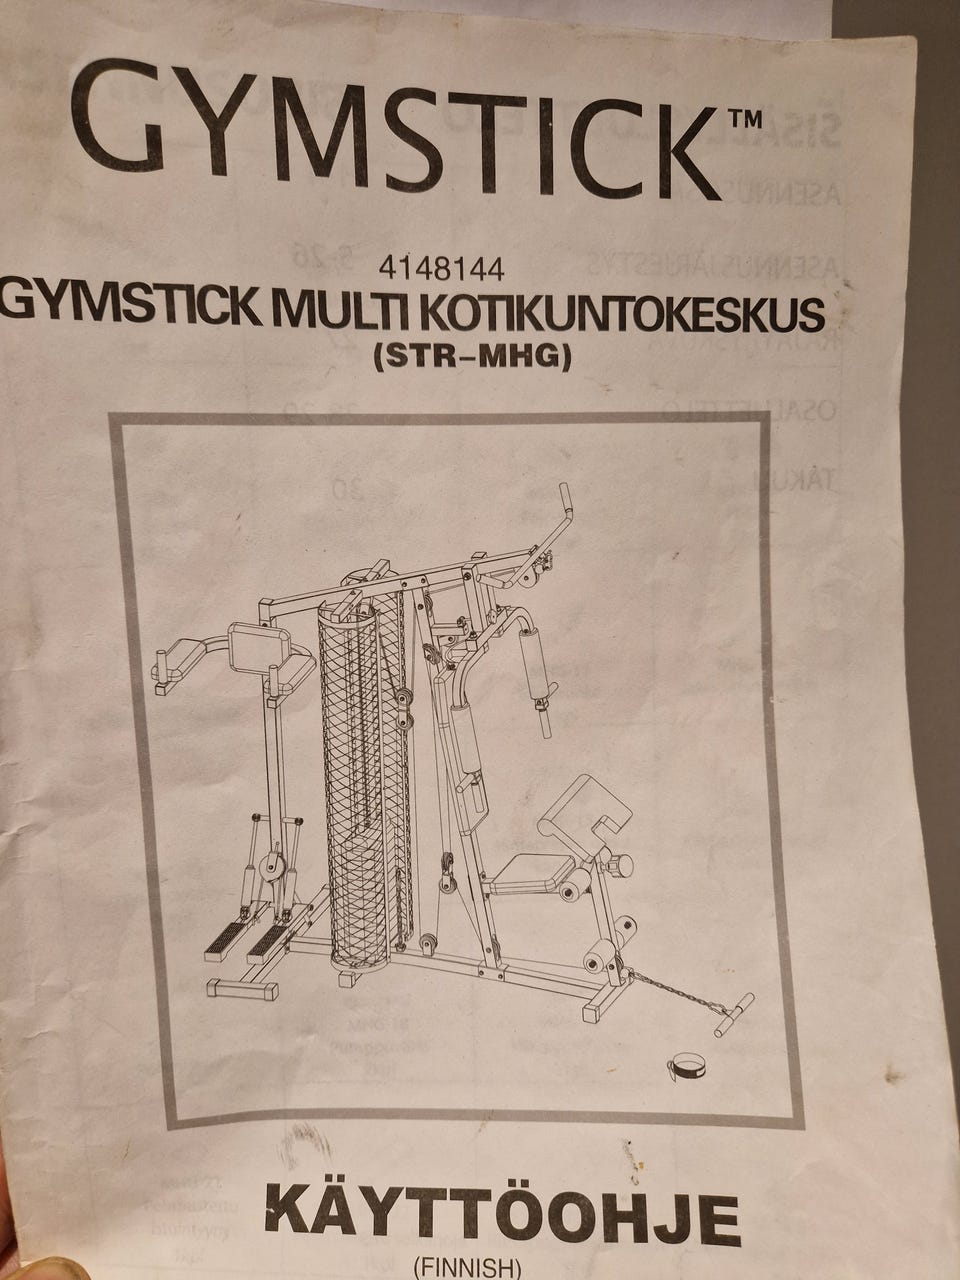 GYMSTICK™
4148144
GYMSTICK MULTI KOTIKUNTOKESKUS
(STR-MHG)
KÄYTTÖOHJE
(FINNISH)